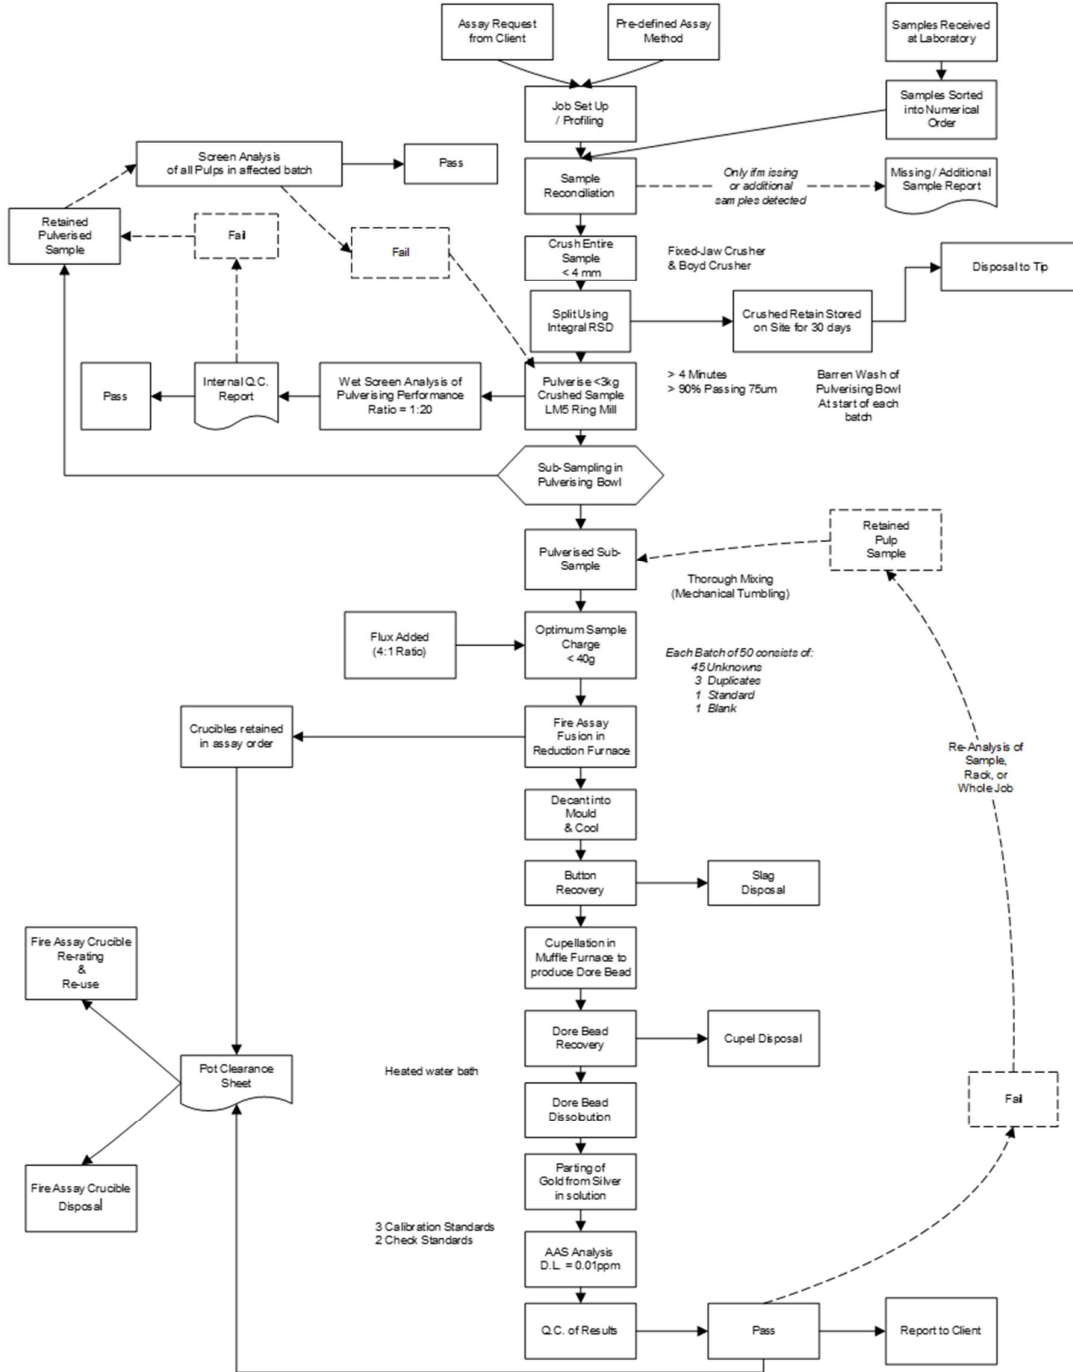 Assay Request
from Client
Pre-defined Assay
Method
Samples Received
at Laboratory
Job Set Up
/ Profiling
Samples Sorted
into Numerical
Order
Screen Analysis
of all Pulps in affected batch
Pass
Sample
Reconciliation
Only if missing
or additional
samples detected
Missing / Additional
Sample Report
Retained
Pulverised
Sample
Fail
Fail
Crush Entire
Sample
< 4 mm
Fixed-Jaw Crusher
& Boyd Crusher
Disposal to Tip
Split Using
Integral RSD
Crushed Retain Stored
on Site for 30 days
Pass
Internal Q.C.
Report
Wet Screen Analysis of
Pulverising Performance
Ratio = 1:20
Pulverise <3kg
Crushed Sample
LM5 Ring Mill
> 4 Minutes
> 90% Passing 75um
Barren Wash of
Pulverising Bowl
At start of each
batch
Sub-Sampling in
Pulverising Bowl
Pulverised Sub-
Sample
Retained
Pulp
Sample
Thorough Mixing
(Mechanical Tumbling)
Flux Added
(4:1 Ratio)
Optimum Sample
Charge
< 40g
Each Batch of 50 consists of:
45 Unknowns
3 Duplicates
1 Standard
1 Blank
Crucibles retained
in assay order
Fire Assay
Fusion in
Reduction Furnace
Re-Analysis of
Sample,
Rack, or
Whole Job
Decant into
Mould
& Cool
Button
Recovery
Slag
Disposal
Fire Assay Crucible
Re-rating
&
Re-use
Cupellation in
Muffle Furnace to
produce Dore Bead
Dore Bead
Recovery
Cupel Disposal
Pot Clearance
Sheet
Heated water bath
Dore Bead
Dissoloution
Fail
Fire Assay Crucible
Disposal
Parting of
Gold from Silver
in solution
3 Calibration Standards
2 Check Standards
AAS Analysis
D.L. = 0.01ppm
Q.C. of Results
Pass
Report to Client